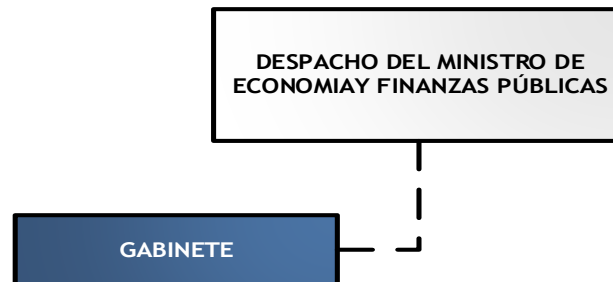 DESPACHO DEL MINISTRO DE
ECONOMIAY FINANZAS PÚBLICAS
GABINETE